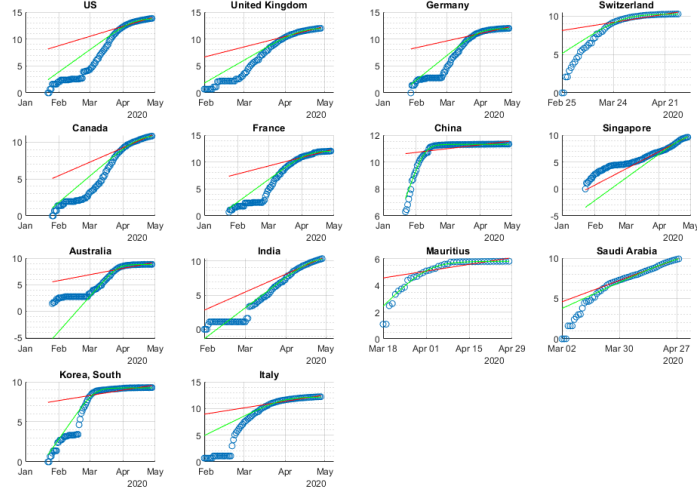 US
15
10
5
0
Jan Feb Mar Apr May
2020
United Kingdom
15
10
5
0
Jan Feb Mar Apr May
2020
Germany
15
10
5
0
Jan Feb Mar Apr May
2020
Switzerland
10
5
0
Feb 25 Mar 24 Apr 21
2020
Canada
10
5
0
Jan Feb Mar Apr May
2020
France
15
10
5
0
Jan Feb Mar Apr May
2020
China
12
10
8
6
Jan Feb Mar Apr May
2020
Singapore
10
5
0
-5
Jan Feb Mar Apr May
2020
Australia
10
5
0
-5
Jan Feb Mar Apr May
2020
India
10
5
0
Feb Mar Apr May
2020
Mauritius
6
4
2
0
Mar 18 Apr 01 Apr 15 Apr 29
2020
Saudi Arabia
10
5
0
Mar 02 Mar 30 Apr 27
2020
Korea, South
10
5
0
Jan Feb Mar Apr May
2020
Italy
15
10
5
0
Feb Mar Apr May
2020